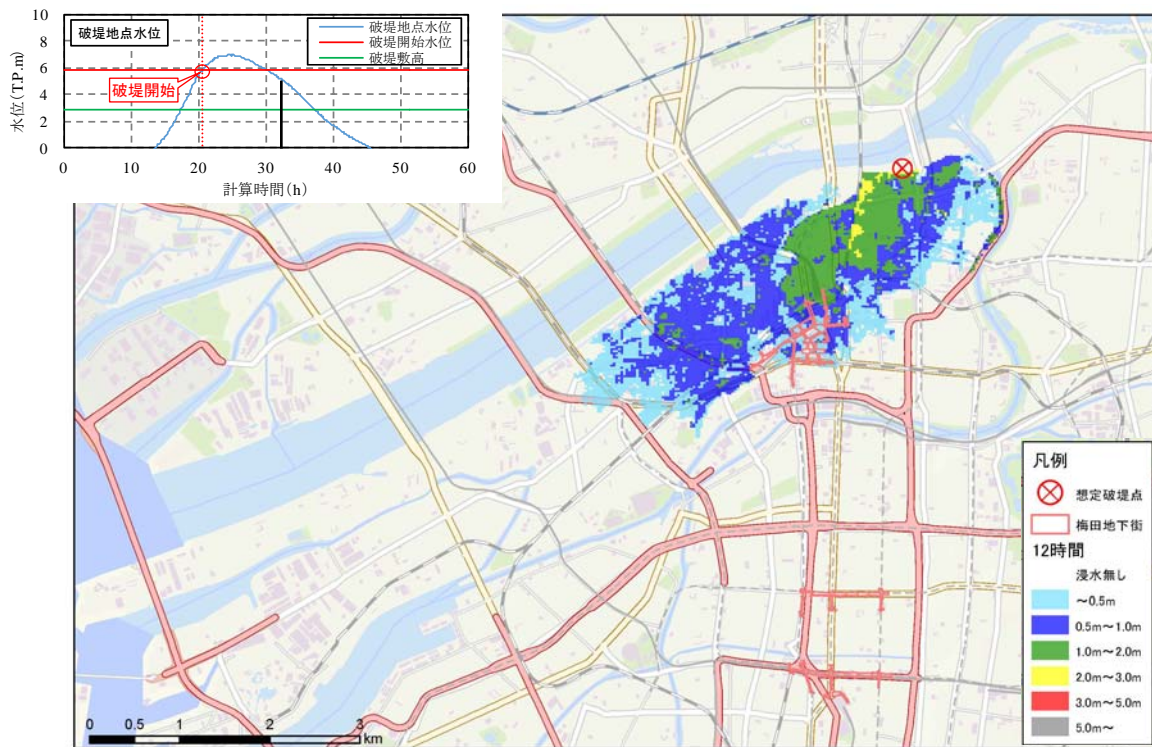 破堤地点水位
破堤地点水位
破堤開始水位
破堤敷高
破堤開始
水位(T.P.m)
10
8
6
4
2
0
0 10 20 30 40 50 60
計算時間(h)
凡例
想定破堤点
梅田地下街
12時間
浸水無し
～0.5m
0.5m～1.0m
1.0m～2.0m
2.0m～3.0m
3.0m～5.0m
5.0m～
0 0.5 1 2 3
km